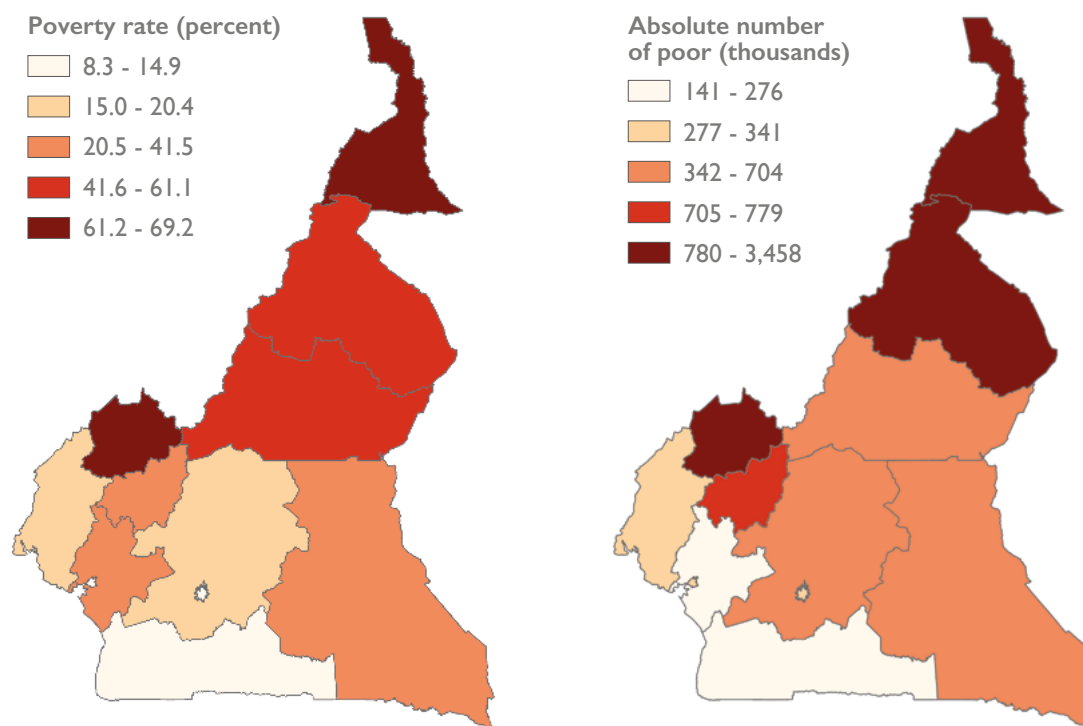 Poverty rate (percent)
8.3 - 14.9
15.0 - 20.4
20.5 - 41.5
41.6 - 61.1
61.2 - 69.2
Absolute number
of poor (thousands)
141 - 276
277 - 341
342 - 704
705 - 779
780 - 3,458